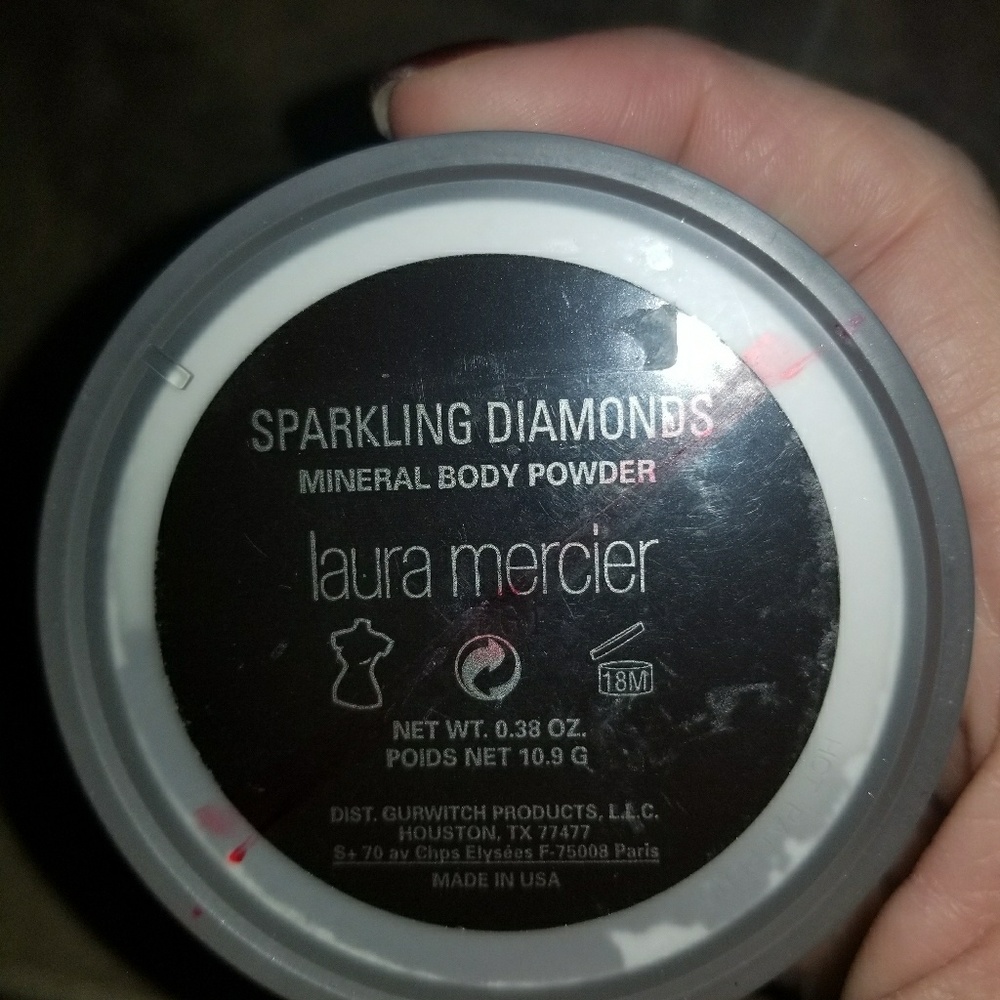 SPARKLING DIAMONDS
MINERAL BODY POWDER
laura mercier
18M
NET WT. 0.38 OZ.
POIDS NET 10.9 G
DIST. GURWITCH PRODUCTS, L.L.C.
HOUSTON, TX 77477
S+ 70 av Chps Elysées F-75008 Paris
MADE IN USA